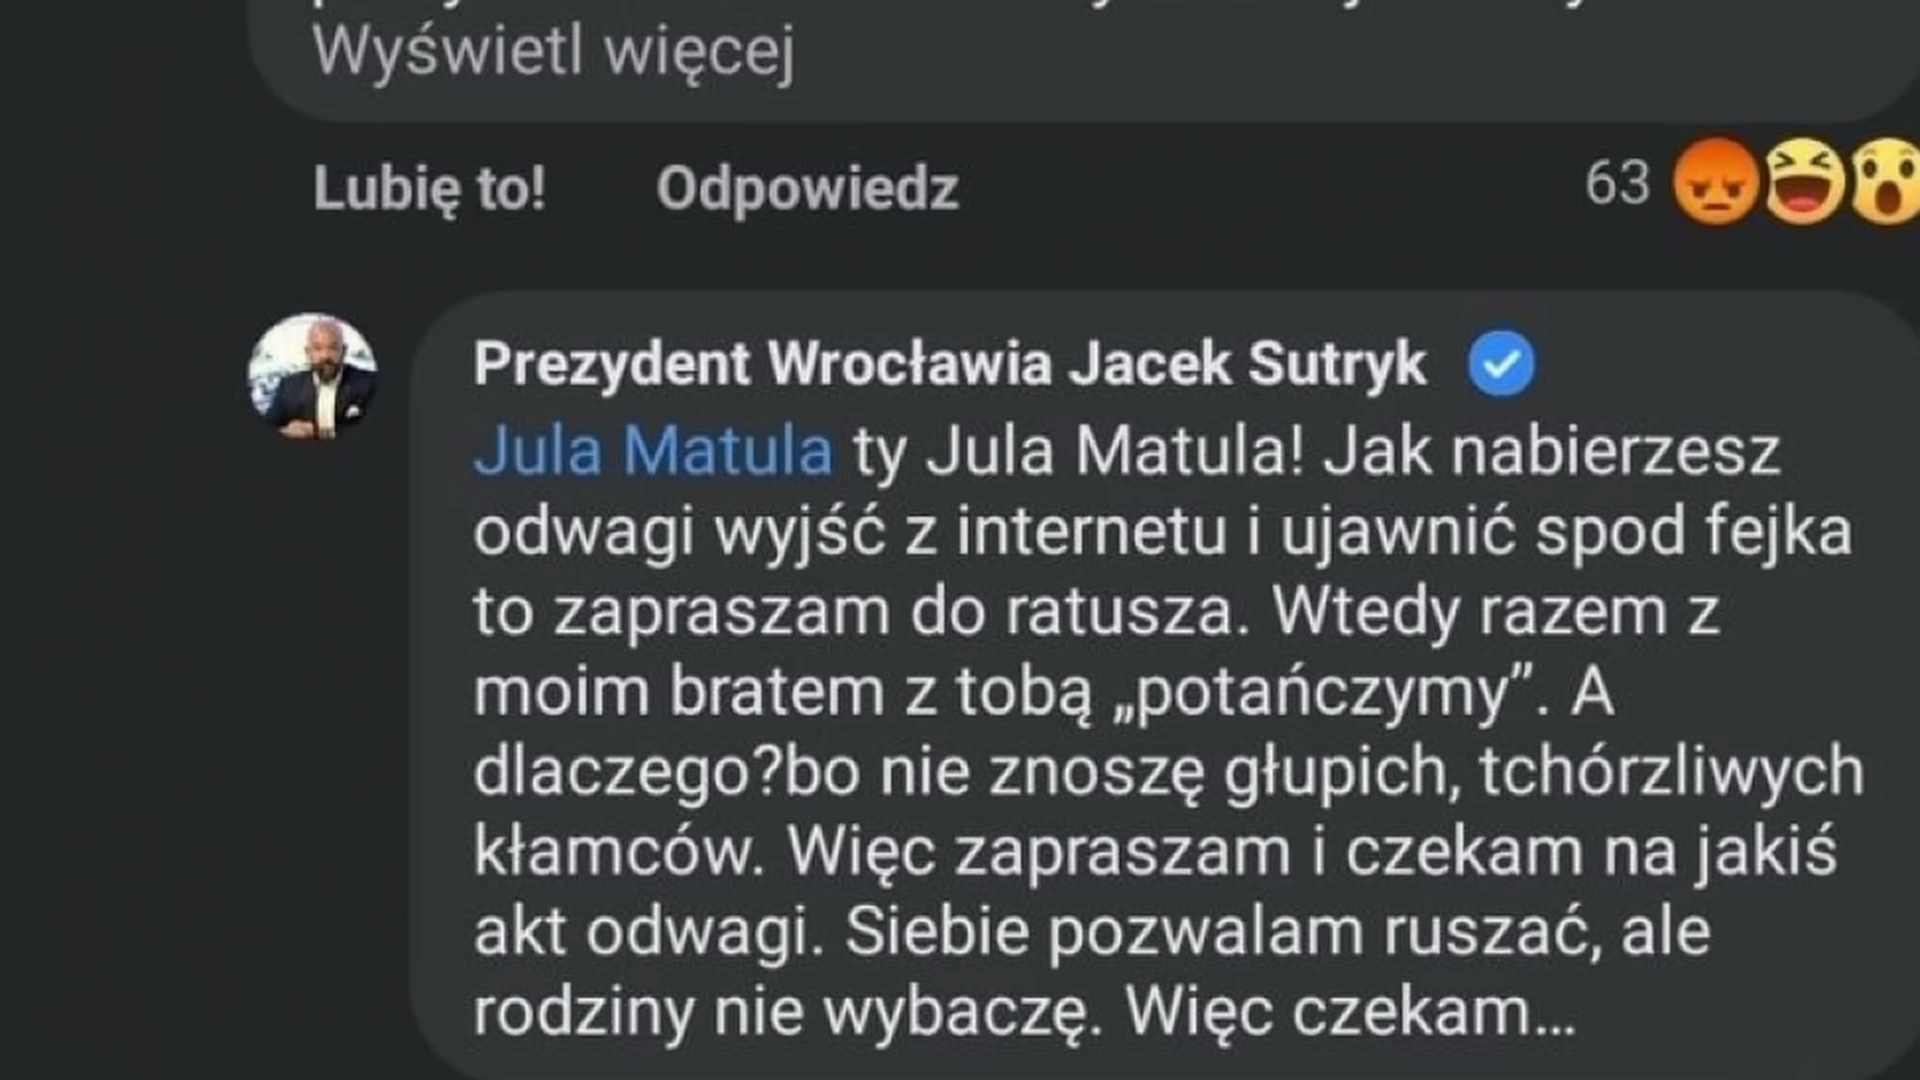 Wyświetl więcej
Lubię to! Odpowiedz 63
Prezydent Wrocławia Jacek Sutryk
Jula Matula ty Jula Matula! Jak nabierzesz
odwagi wyjść z internetu i ujawnić spod fejka
to zapraszam do ratusza. Wtedy razem z
moim bratem z tobą „potańczymy”. A
dlaczego?bo nie znoszę głupich, tchórzliwych
kłamców. Więc zapraszam i czekam na jakiś
akt odwagi. Siebie pozwalam ruszać, ale
rodziny nie wybaczę. Więc czekam...